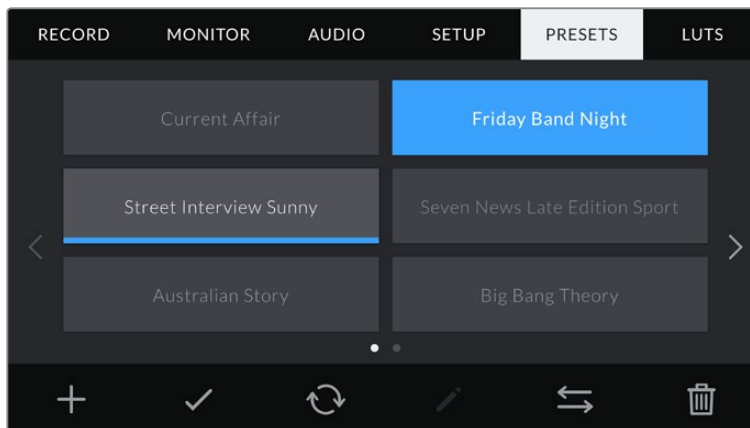 RECORD MONITOR AUDIO SETUP PRESETS LUTS
Current Affair Friday Band Night
Street Interview Sunny Seven News Late Edition Sport
Australian Story Big Bang Theory